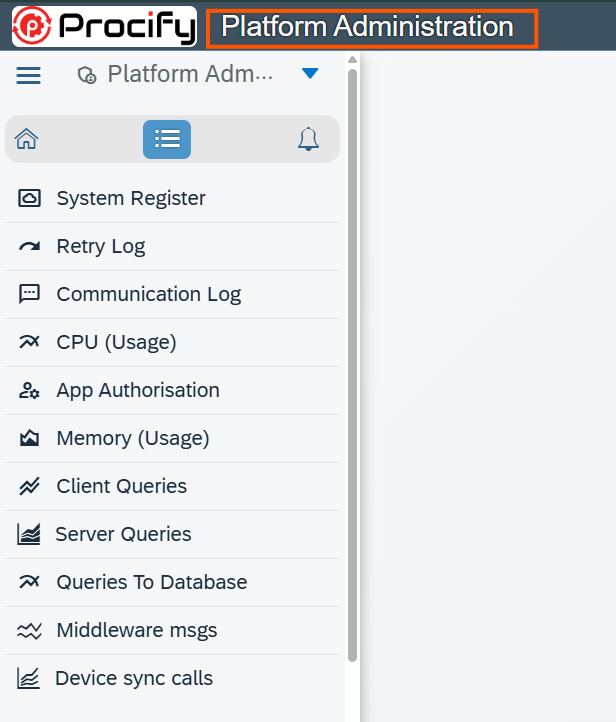 Procify Platform Administration
Platform Adm...
System Register
Retry Log
Communication Log
CPU (Usage)
App Authorisation
Memory (Usage)
Client Queries
Server Queries
Queries To Database
Middleware msgs
Device sync calls